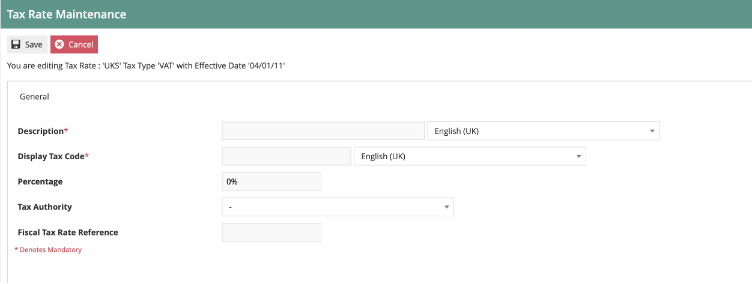 Tax Rate Maintenance
Save Cancel
You are editing Tax Rate : 'UKS' Tax Type 'VAT' with Effective Date '04/01/11'
General
Description* English (UK)
Display Tax Code* English (UK)
Percentage 0%
Tax Authority -
Fiscal Tax Rate Reference
* Denotes Mandatory